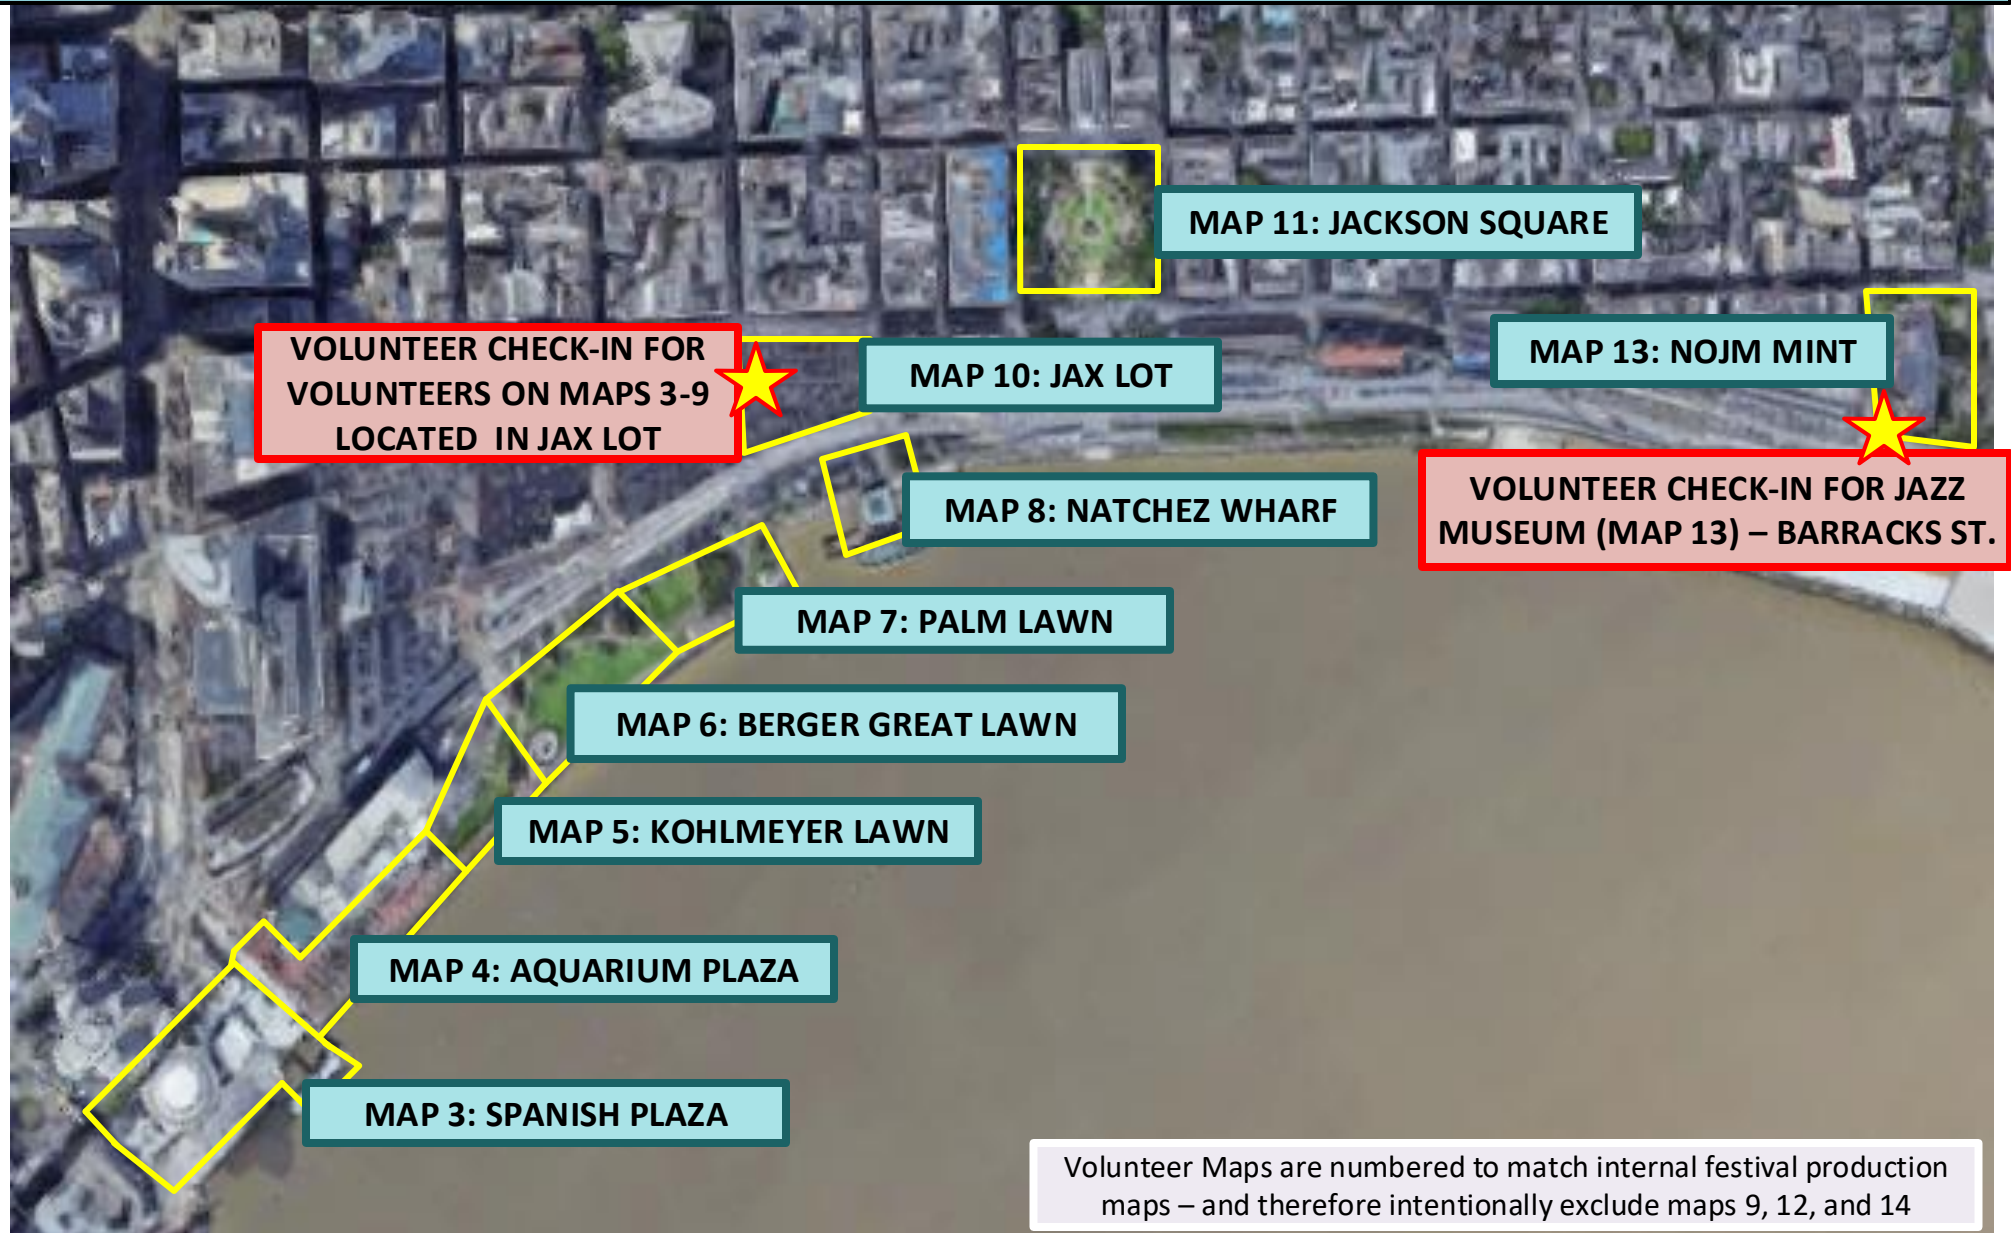 MAP 11: JACKSON SQUARE
VOLUNTEER CHECK-IN FOR
VOLUNTEERS ON MAPS 3-9
LOCATED IN JAX LOT
MAP 10: JAX LOT
MAP 13: NOJM MINT
MAP 8: NATCHEZ WHARF
VOLUNTEER CHECK-IN FOR JAZZ
MUSEUM (MAP 13) – BARRACKS ST.
MAP 7: PALM LAWN
MAP 6: BERGER GREAT LAWN
MAP 5: KOHLMEYER LAWN
MAP 4: AQUARIUM PLAZA
MAP 3: SPANISH PLAZA
Volunteer Maps are numbered to match internal festival production
maps – and therefore intentionally exclude maps 9, 12, and 14